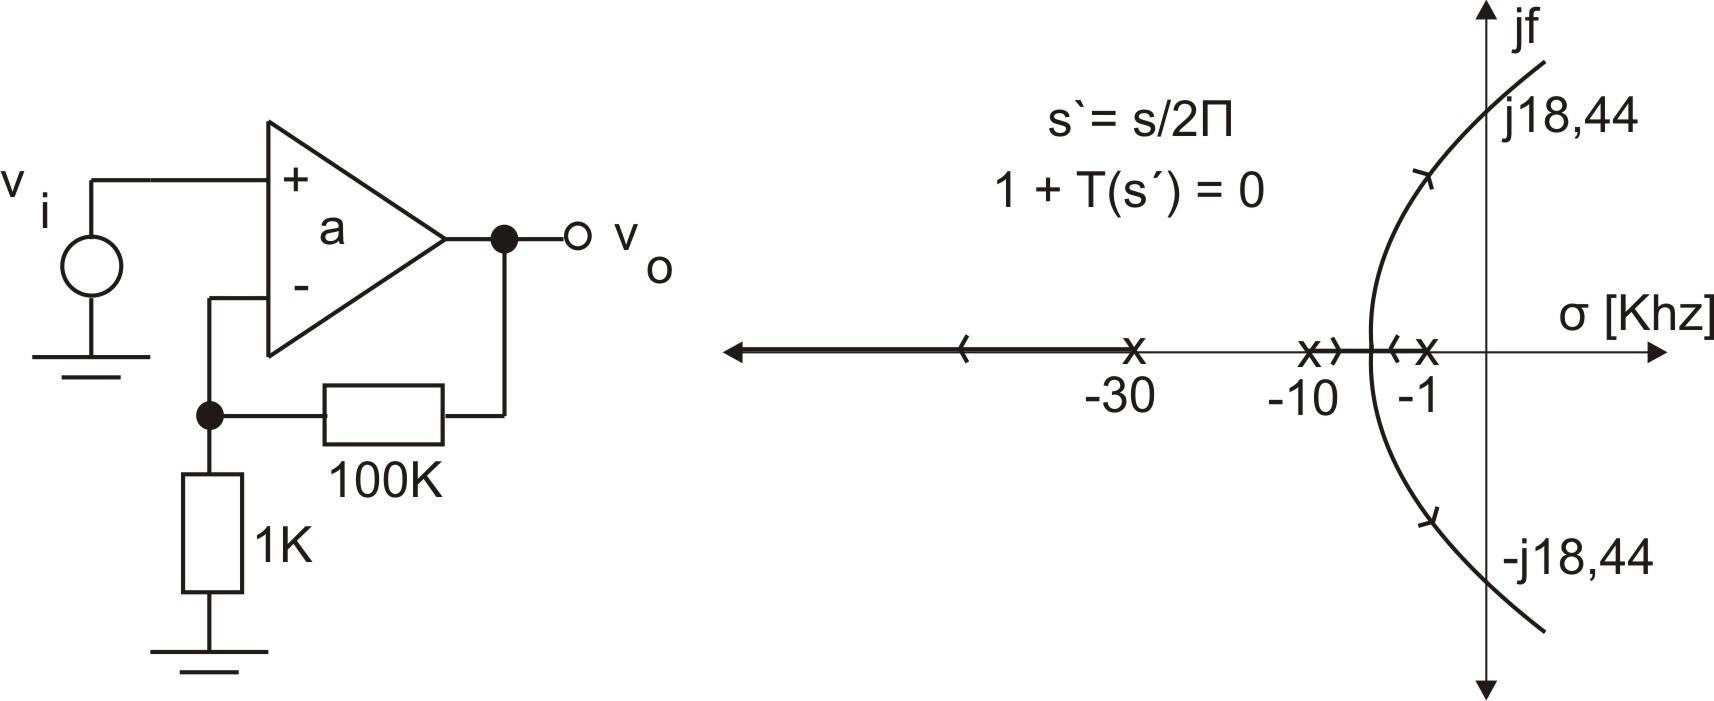 v
i
+
a
-
v
o
100K
1K
s`= s/2Π
1 + T(s´) = 0
jf
j18,44
σ [Khz]
x
x
x
-30
-10
-1
-j18,44